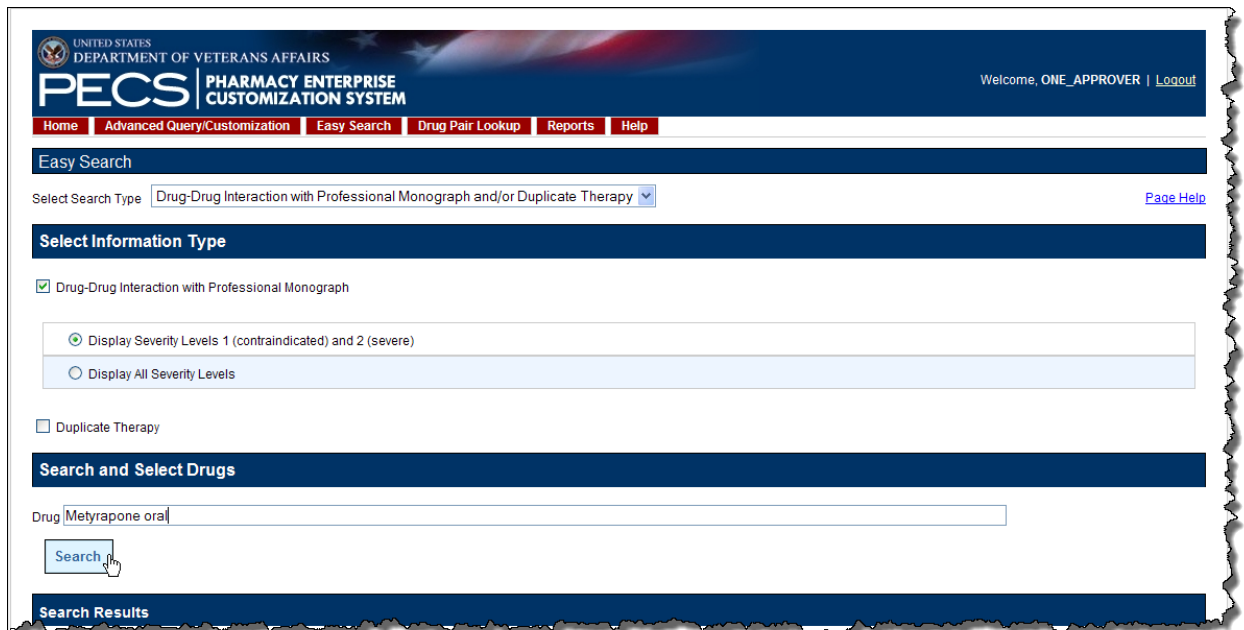 UNITED STATES
DEPARTMENT OF VETERANS AFFAIRS
PECS PHARMACY ENTERPRISE
CUSTOMIZATION SYSTEM
Welcome, ONE_APPROVER | Logout
Home Advanced Query/Customization Easy Search Drug Pair Lookup Reports Help
Easy Search
Select Search Type Drug-Drug Interaction with Professional Monograph and/or Duplicate Therapy Page Help
Select Information Type
Drug-Drug Interaction with Professional Monograph
Display Severity Levels 1 (contraindicated) and 2 (severe)
Display All Severity Levels
Duplicate Therapy
Search and Select Drugs
Drug Metyrapone oral
Search
Search Results